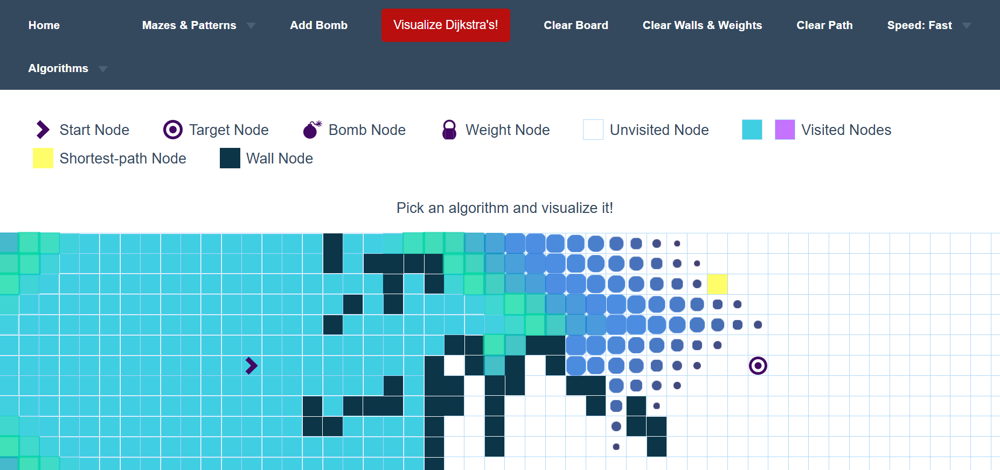 Home Mazes & Patterns Add Bomb Visualize Dijkstra's! Clear Board Clear Walls & Weights Clear Path Speed: Fast
Algorithms
Start Node Target Node Bomb Node Weight Node Unvisited Node Visited Nodes
Shortest-path Node Wall Node
Pick an algorithm and visualize it!